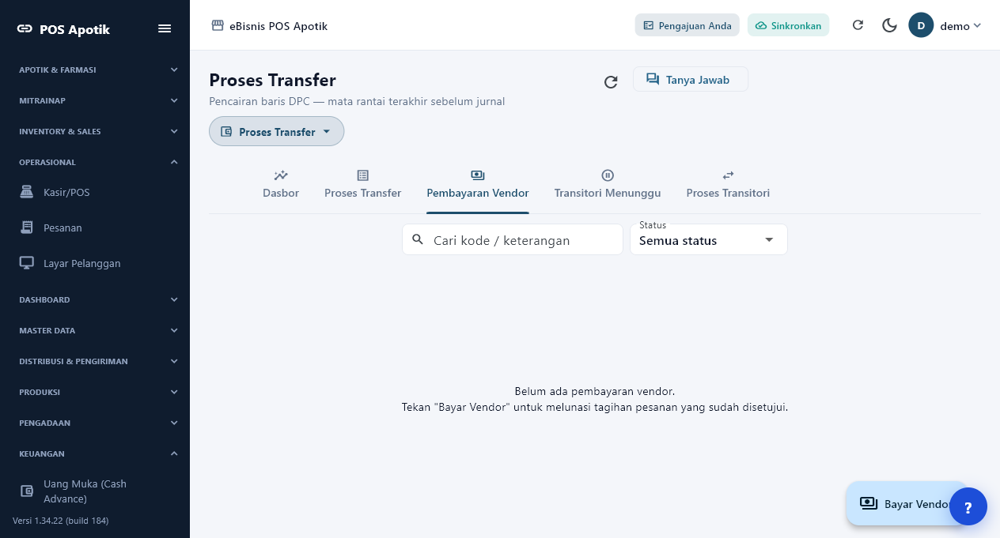 POS Apotik
APOTIK & FARMASI
MITRAINAP
INVENTORY & SALES
OPERASIONAL
Kasir/POS
Pesanan
Layar Pelanggan
DASHBOARD
MASTER DATA
DISTRIBUSI & PENGIRIMAN
PRODUKSI
PENGADAAN
KEUANGAN
Uang Muka (Cash
Advance)
Versi 1.34.22 (build 184)
eBisnis POS Apotik
Pengajuan Anda
Sinkronkan
D
demo
Proses Transfer
Pencairan baris DPC — mata rantai terakhir sebelum jurnal
Tanya Jawab
Proses Transfer
Dasbor
Proses Transfer
Pembayaran Vendor
Transitori Menunggu
Proses Transitori
Cari kode / keterangan
Status
Semua status
Belum ada pembayaran vendor.
Tekan "Bayar Vendor" untuk melunasi tagihan pesanan yang sudah disetujui.
Bayar Vendor
?